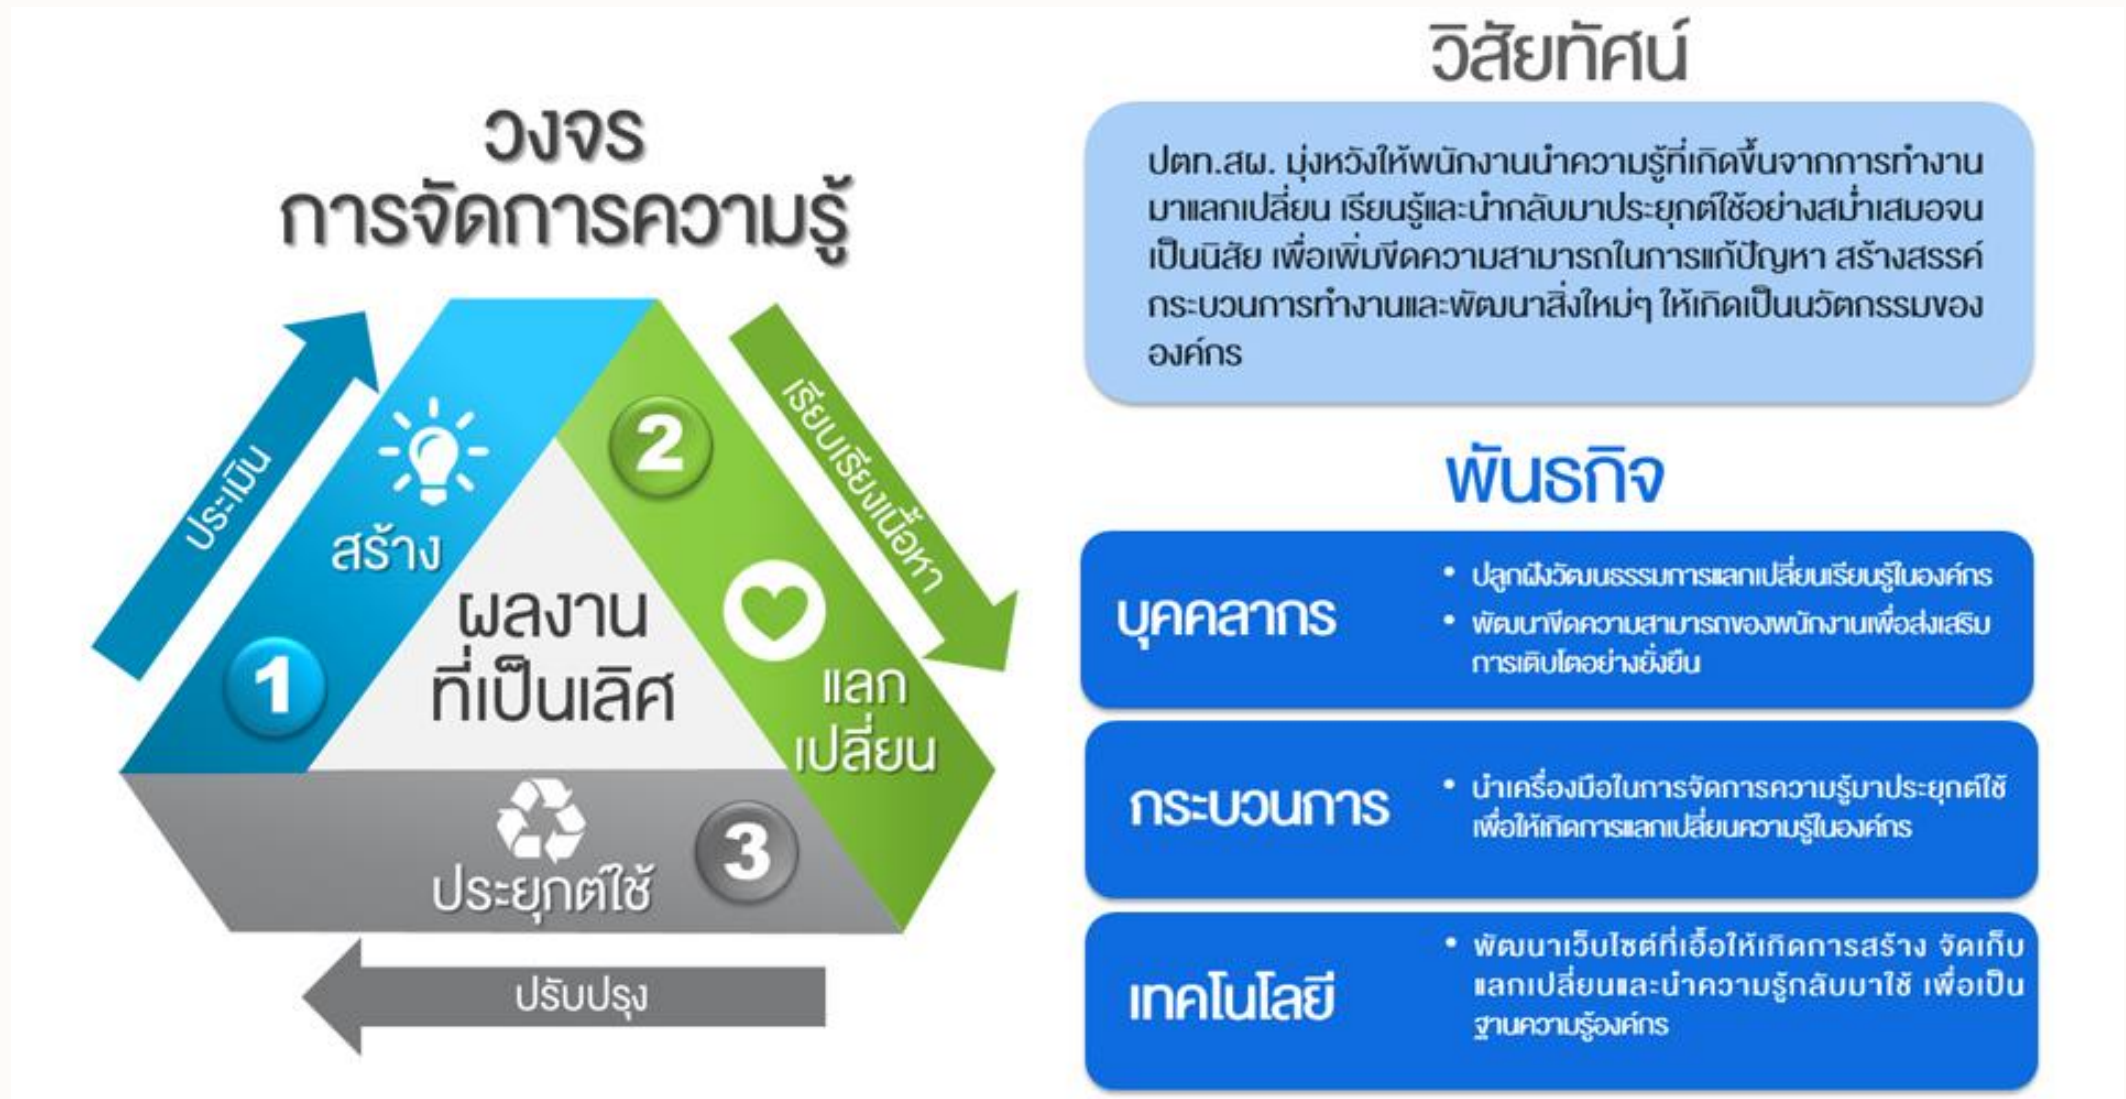 วงจร
การจัดการความรู้
ประเมิน
สร้าง
1
2
เรียบเรียงเนื้อหา
แลก
เปลี่ยน
ผลงาน
ที่เป็นเลิศ
ประยุกต์ใช้
3
ปรับปรุง
วิสัยทัศน์
ปตท.สผ. มุ่งหวังให้พนักงานนำความรู้ที่เกิดขึ้นจากการทำงาน
มาแลกเปลี่ยน เรียนรู้และนำกลับมาประยุกต์ใช้อย่างสม่ำเสมอจน
เป็นนิสัย เพื่อเพิ่มขีดความสามารถในการแก้ปัญหา สร้างสรรค์
กระบวนการทำงานและพัฒนาสิ่งใหม่ๆ ให้เกิดเป็นนวัตกรรมของ
องค์กร
พันธกิจ
บุคคลากร
• ปลูกฝังวัฒนธรรมการแลกเปลี่ยนเรียนรู้ในองค์กร
• พัฒนาขีดความสามารถของพนักงานเพื่อส่งเสริม
การเติบโตอย่างยั่งยืน
กระบวนการ
• นำเครื่องมือในการจัดการความรู้มาประยุกต์ใช้
เพื่อให้เกิดการแลกเปลี่ยนความรู้ในองค์กร
เทคโนโลยี
• พัฒนาเว็บไซต์ที่เอื้อให้เกิดการสร้าง จัดเก็บ
แลกเปลี่ยนและนำความรู้กลับมาใช้ เพื่อเป็น
ฐานความรู้องค์กร